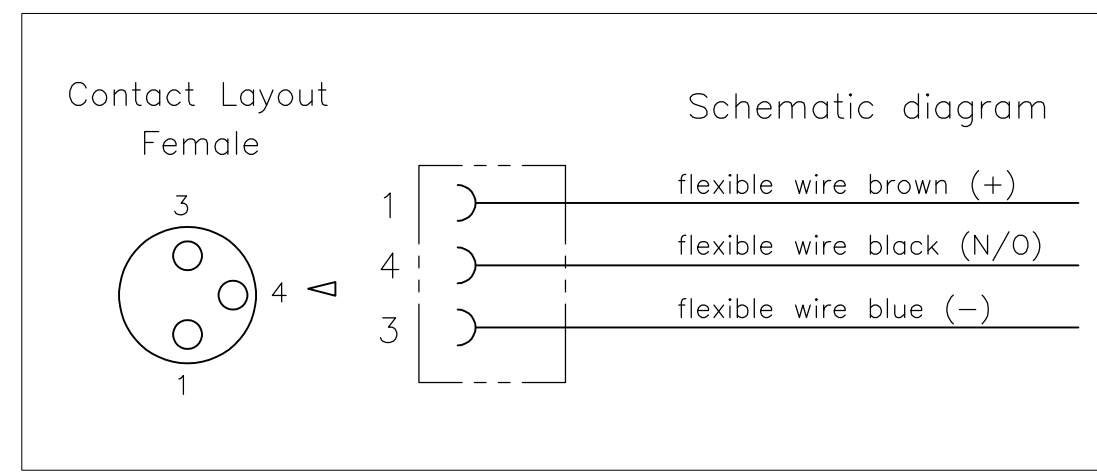 Contact Layout
Female
3
4
1
Schematic diagram
1 flexible wire brown (+)
4 flexible wire black (N/O)
3 flexible wire blue (−)